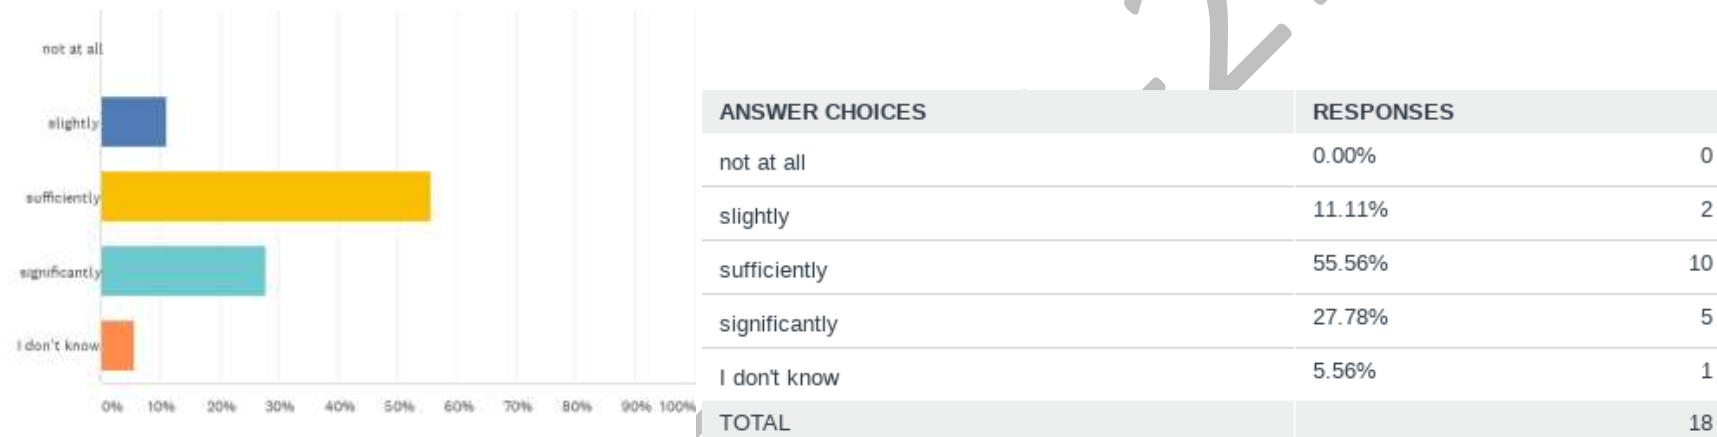 not at all
slightly
sufficiently
significantly
I don't know
0% 10% 20% 30% 40% 50% 60% 70% 80% 90% 100%
ANSWER CHOICES RESPONSES
not at all 0.00% 0
slightly 11.11% 2
sufficiently 55.56% 10
significantly 27.78% 5
I don't know 5.56% 1
TOTAL 18